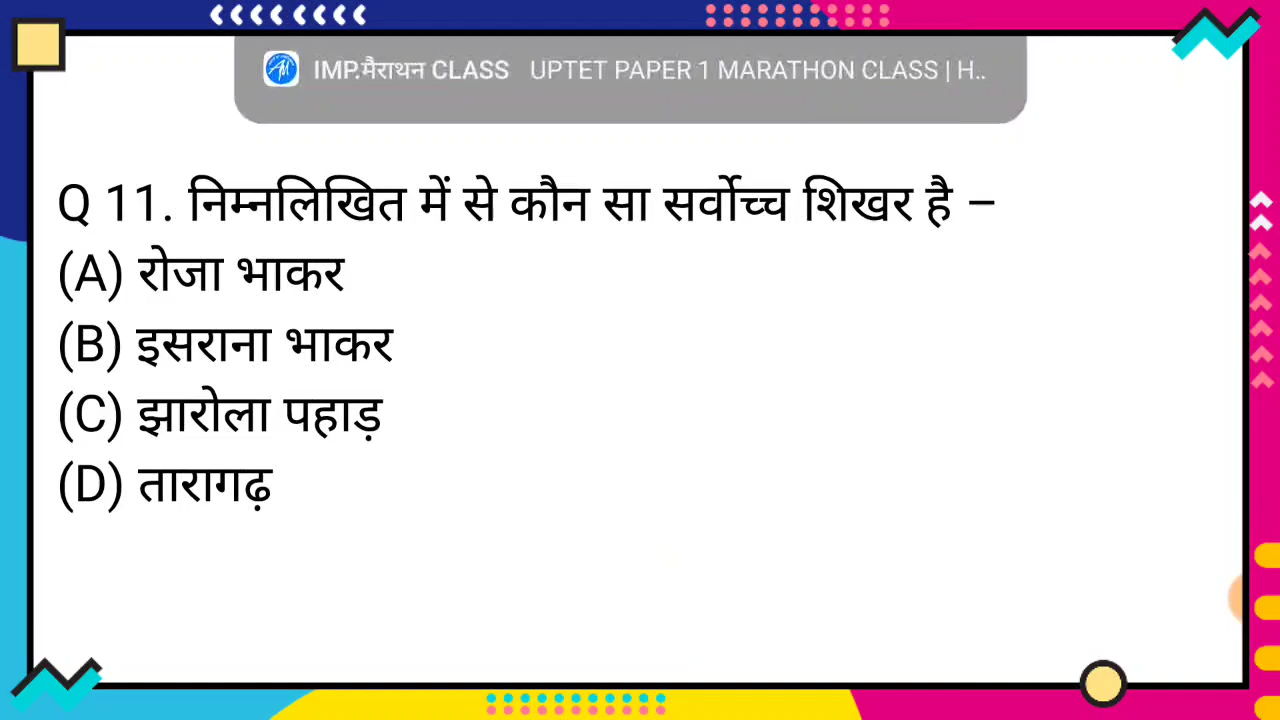 IMP.मैराथन CLASS UPTET PAPER 1 MARATHON CLASS | H..
Q 11. निम्नलिखित में से कौन सा सर्वोच्च शिखर है –
(A) रोजा भाकर
(B) इसराना भाकर
(C) झारोला पहाड़
(D) तारागढ़